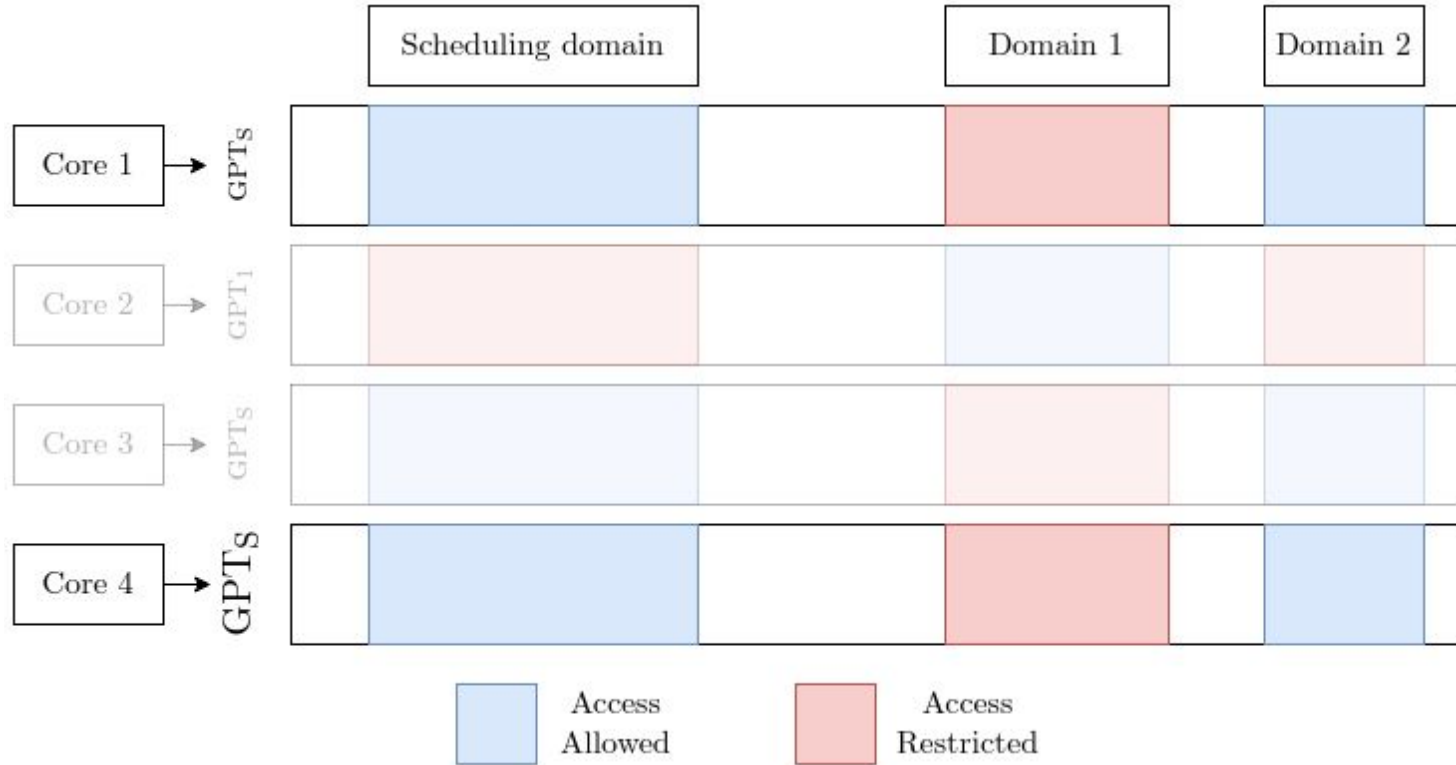 Scheduling domain
Domain 1
Domain 2
Core 1
GPTS
Core 2
GPT1
Core 3
GPTS
Core 4
GPTS
Access
Allowed
Access
Restricted